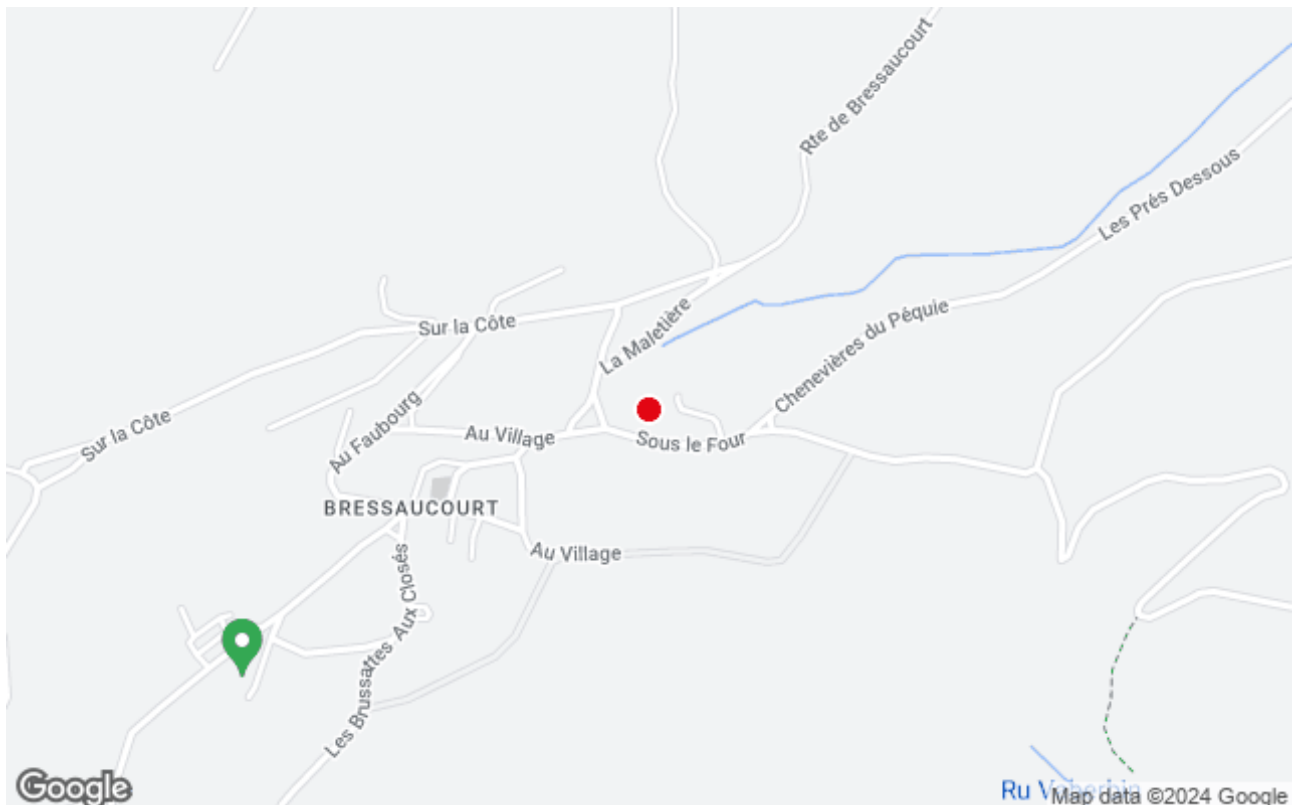 Rte de Bressaucourt
Les Prés Dessous
La Maletière
Sur la Côte
Chenevières du Péquie
Sur la Côte
Au Faubourg
Au Village
Sous le Four
BRESSAUCOURT
Au Village
Aux Closés
Les Brussattes
Google
Ru
Map data ©2024 Google